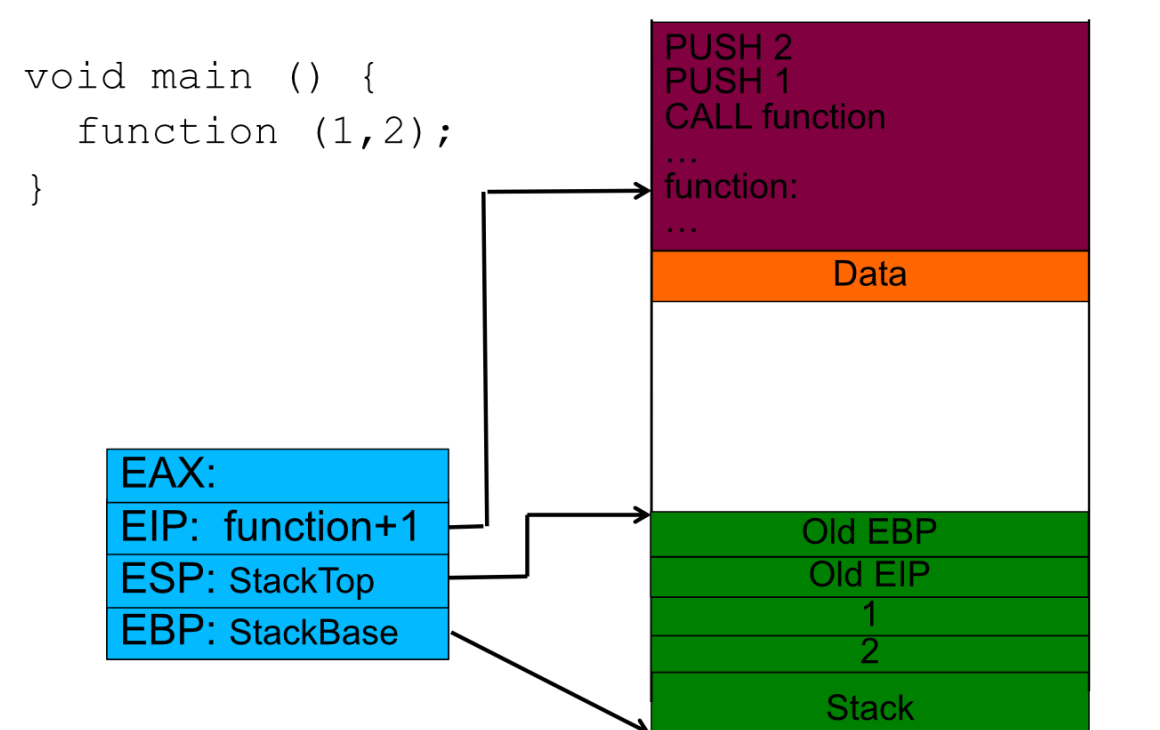 void main () {
function (1,2);
}
PUSH 2
PUSH 1
CALL function
...
function:
...
Data
EAX:
EIP: function+1
ESP: StackTop
EBP: StackBase
Old EBP
Old EIP
1
2
Stack